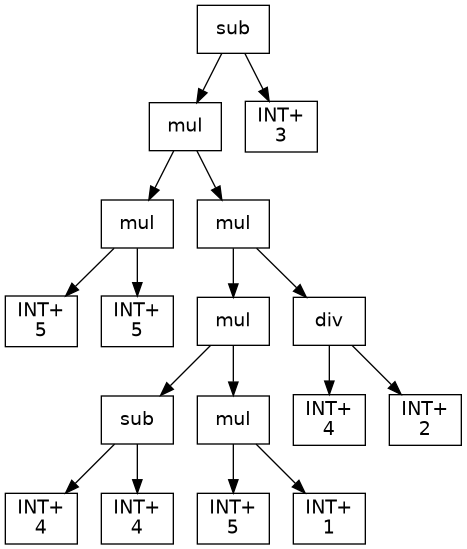 sub
mul
INT+
3
mul
mul
INT+
5
INT+
5
mul
div
sub
mul
INT+
4
INT+
2
INT+
4
INT+
4
INT+
5
INT+
1